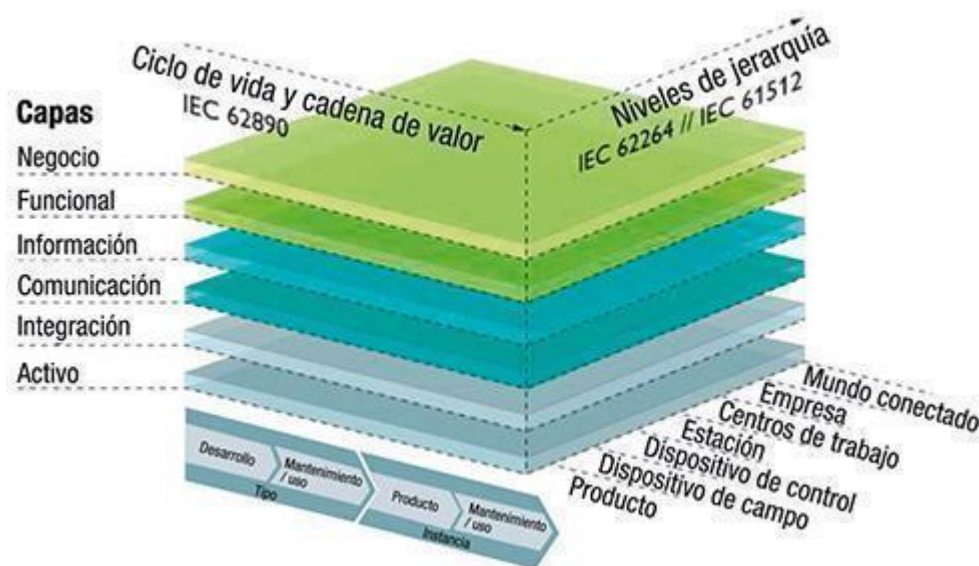 Ciclo de vida y cadena de valor
IEC 62890
Niveles de jerarquía
IEC 62264 // IEC 61512
Capas
Negocio
Funcional
Información
Comunicación
Integración
Activo
Mundo conectado
Empresa
Centros de trabajo
Estación
Dispositivo de control
Dispositivo de campo
Producto
Desarrollo
Mantenimiento
/ uso
Tipo
Producto
Mantenimiento
/ uso
Instancia